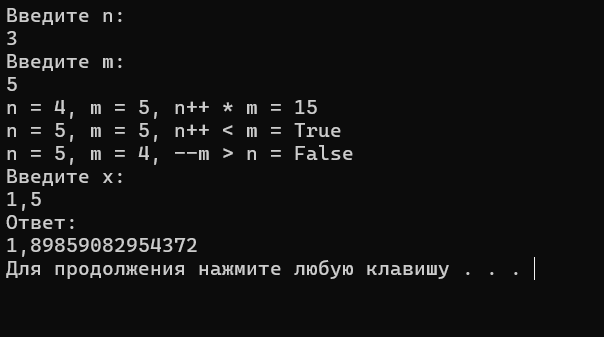 Введите n:
3
Введите m:
5
n = 4, m = 5, n++ * m = 15
n = 5, m = 5, n++ < m = True
n = 5, m = 4, --m > n = False
Введите x:
1,5
Ответ:
1,89859082954372
Для продолжения нажмите любую клавишу . . .